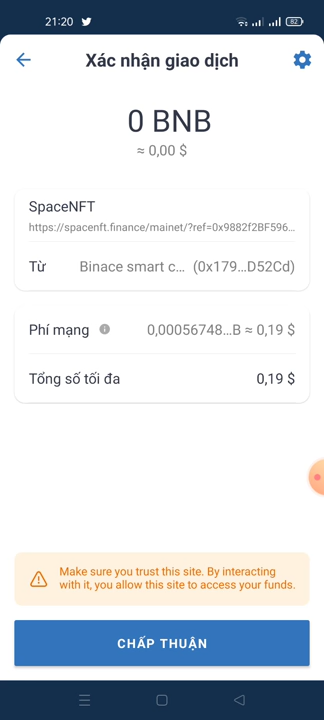 21:20
82
Xác nhận giao dịch
0 BNB
≈ 0,00 $
SpaceNFT
https://spacenft.finance/mainet/?ref=0x9882f2BF596...
Từ Binace smart c... (0x179...D52Cd)
Phí mạng 0,00056748...B ≈ 0,19 $
Tổng số tối đa 0,19 $
Make sure you trust this site. By interacting
with it, you allow this site to access your funds.
CHẤP THUẬN